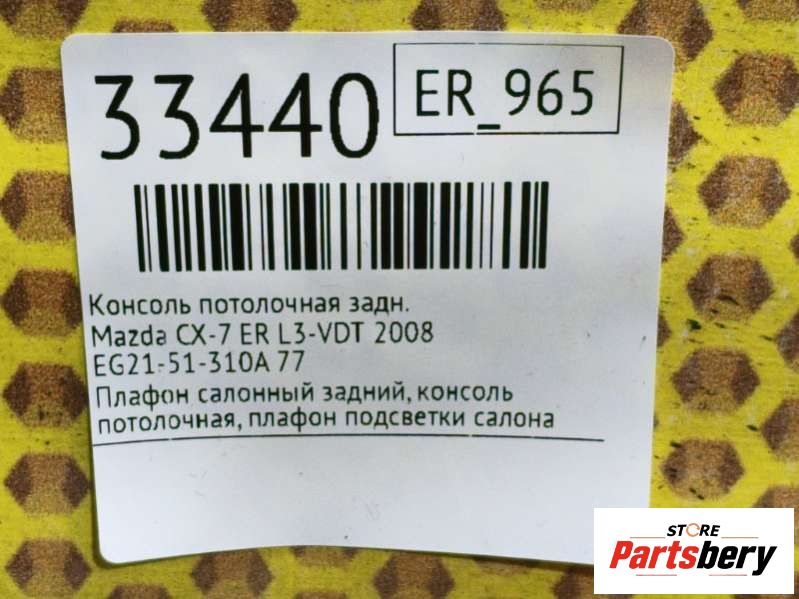 33440
ER_965
Консоль потолочная задн.
Mazda CX-7 ER L3-VDT 2008
EG21-51-310A 77
Плафон салонный задний, консоль
потолочная, плафон подсветки салона
STORE
Partsbery